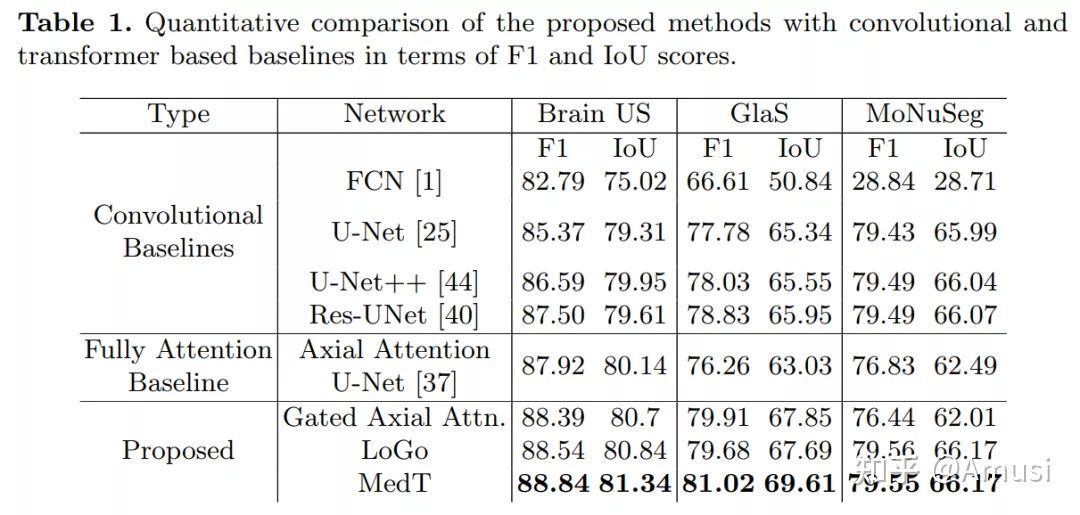 Table 1. Quantitative comparison of the proposed methods with convolutional and
transformer based baselines in terms of F1 and IoU scores.
Type Network Brain US GlaS MoNuSeg
F1 IoU F1 IoU F1 IoU
FCN [1] 82.79 75.02 66.61 50.84 28.84 28.71
Convolutional
Baselines
U-Net [25] 85.37 79.31 77.78 65.34 79.43 65.99
U-Net++ [44] 86.59 79.95 78.03 65.55 79.49 66.04
Res-UNet [40] 87.50 79.61 78.83 65.95 79.49 66.07
Fully Attention
Baseline
Axial Attention
U-Net [37]
87.92 80.14 76.26 63.03 76.83 62.49
Proposed
Gated Axial Attn. 88.39 80.7 79.91 67.85 76.44 62.01
LoGo 88.54 80.84 79.68 67.69 79.56 66.17
MedT 88.84 81.34 81.02 69.61 79.55 66.17
知乎 @Amusi